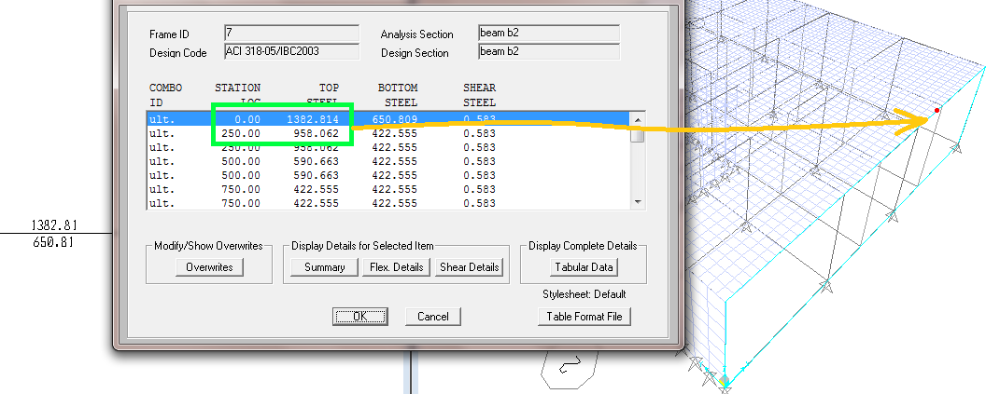 Frame ID 7 Analysis Section beam b2
Design Code ACI 318-05/IBC2003 Design Section beam b2
COMBO STATION TOP BOTTOM SHEAR
ID LOC STEEL STEEL STEEL
ult. 0.00 1382.814 650.809 0.583
ult. 250.00 958.062 422.555 0.583
ult. 250.00 958.062 422.555 0.583
ult. 500.00 590.663 422.555 0.583
ult. 500.00 590.663 422.555 0.583
ult. 750.00 422.555 422.555 0.583
ult. 750.00 422.555 422.555 0.583
1382.81
650.81
Modify/Show Overwrites Display Details for Selected Item Display Complete Details
Overwrites Summary Flex. Details Shear Details Tabular Data
Stylesheet: Default
OK Cancel Table Format File